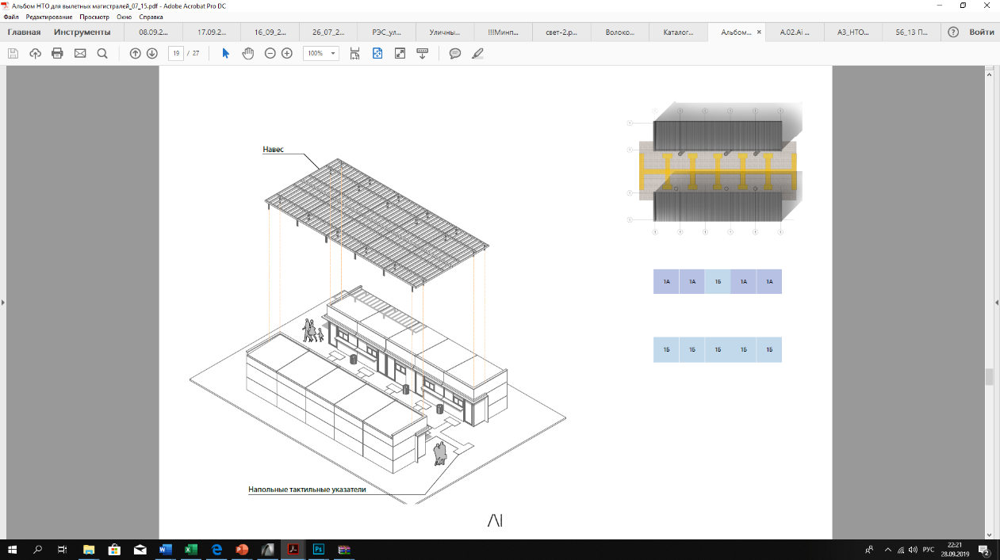 Альбом НТО для вылетных магистралей_07_15.pdf - Adobe Acrobat Pro DC
Файл Редактирование Просмотр Окно Справка
Главная Инструменты 08.09.2... 17.09.2... 16_09_2... 26_07_2... РЭС_ул... Уличны... !!!Минп... свет-2.p... Волоко... Каталог... Альбом... × A.02.Ai ... А3_НТО... 56_13 П... Войти
19 / 27 100%
Навес
1А 1А 1Б 1А 1А
1Б 1Б 1Б 1Б 1Б
Напольные тактильные указатели
РУС 22:21
28.09.2019 2